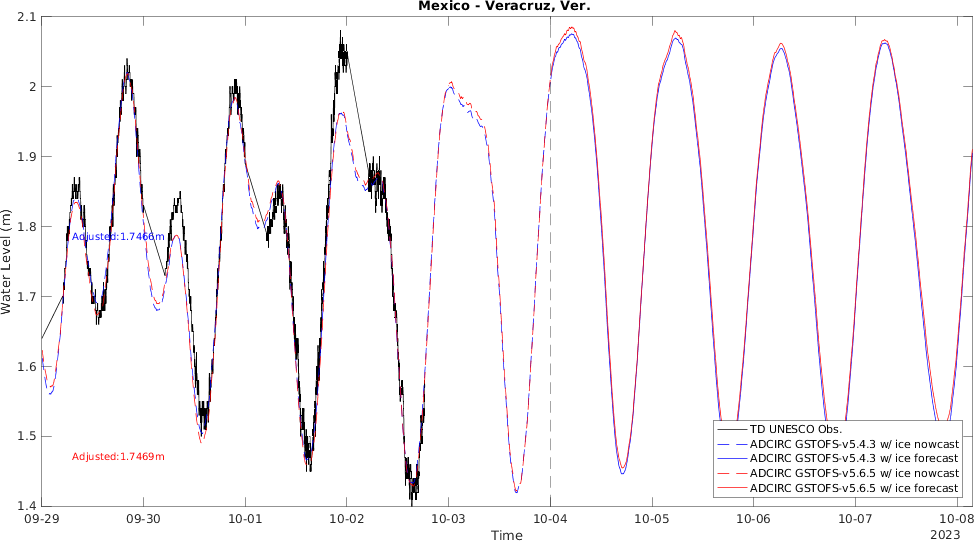 Mexico - Veracruz, Ver.
2.1
2
1.9
1.8
1.7
1.6
1.5
1.4
Water Level (m)
Adjusted:1.7466m
Adjusted:1.7469m
TD UNESCO Obs.
ADCIRC GSTOFS-v5.4.3 w/ ice nowcast
ADCIRC GSTOFS-v5.4.3 w/ ice forecast
ADCIRC GSTOFS-v5.6.5 w/ ice nowcast
ADCIRC GSTOFS-v5.6.5 w/ ice forecast
09-29 09-30 10-01 10-02 10-03 10-04 10-05 10-06 10-07 10-08
Time
2023